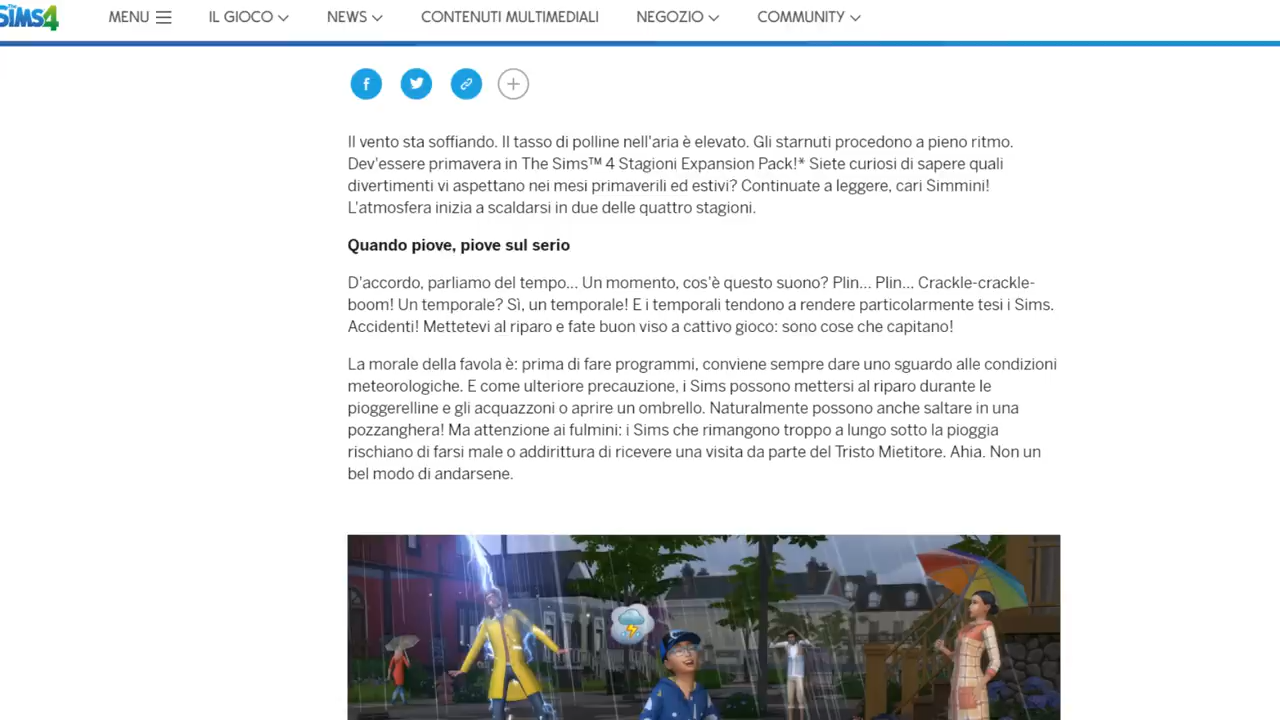 The Sims 4
MENU
IL GIOCO
NEWS
CONTENUTI MULTIMEDIALI
NEGOZIO
COMMUNITY
Il vento sta soffiando. Il tasso di polline nell'aria è elevato. Gli starnuti procedono a pieno ritmo.
Dev'essere primavera in The Sims™ 4 Stagioni Expansion Pack!* Siete curiosi di sapere quali
divertimenti vi aspettano nei mesi primaverili ed estivi? Continuate a leggere, cari Simmini!
L'atmosfera inizia a scaldarsi in due delle quattro stagioni.
Quando piove, piove sul serio
D'accordo, parliamo del tempo... Un momento, cos'è questo suono? Plin... Plin... Crackle-crackle-
boom! Un temporale? Sì, un temporale! E i temporali tendono a rendere particolarmente tesi i Sims.
Accidenti! Mettetevi al riparo e fate buon viso a cattivo gioco: sono cose che capitano!
La morale della favola è: prima di fare programmi, conviene sempre dare uno sguardo alle condizioni
meteorologiche. E come ulteriore precauzione, i Sims possono mettersi al riparo durante le
pioggerelline e gli acquazzoni o aprire un ombrello. Naturalmente possono anche saltare in una
pozzanghera! Ma attenzione ai fulmini: i Sims che rimangono troppo a lungo sotto la pioggia
rischiano di farsi male o addirittura di ricevere una visita da parte del Tristo Mietitore. Ahia. Non un
bel modo di andarsene.